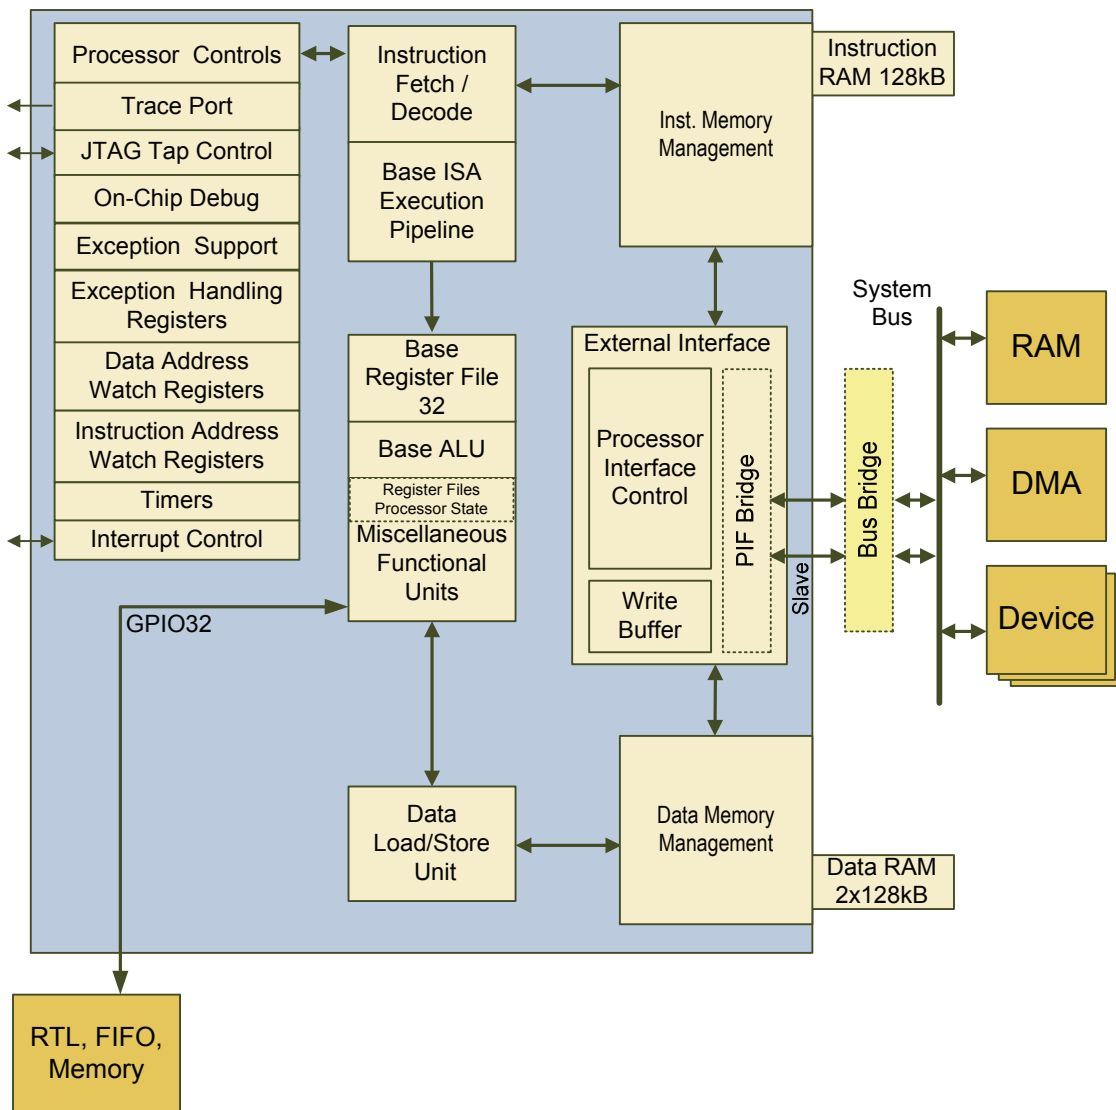 Processor Controls
Trace Port
JTAG Tap Control
On-Chip Debug
Exception Support
Exception Handling
Registers
Data Address
Watch Registers
Instruction Address
Watch Registers
Timers
Interrupt Control
Instruction
Fetch /
Decode
Base ISA
Execution
Pipeline
Base
Register File
32
Base ALU
Register Files
Processor State
Miscellaneous
Functional
Units
GPIO32
Data
Load/Store
Unit
Inst. Memory
Management
Instruction
RAM 128kB
External Interface
Processor
Interface
Control
Write
Buffer
PIF Bridge
Slave
Bus Bridge
System
Bus
RAM
DMA
Device
Data Memory
Management
Data RAM
2x128kB
RTL, FIFO,
Memory